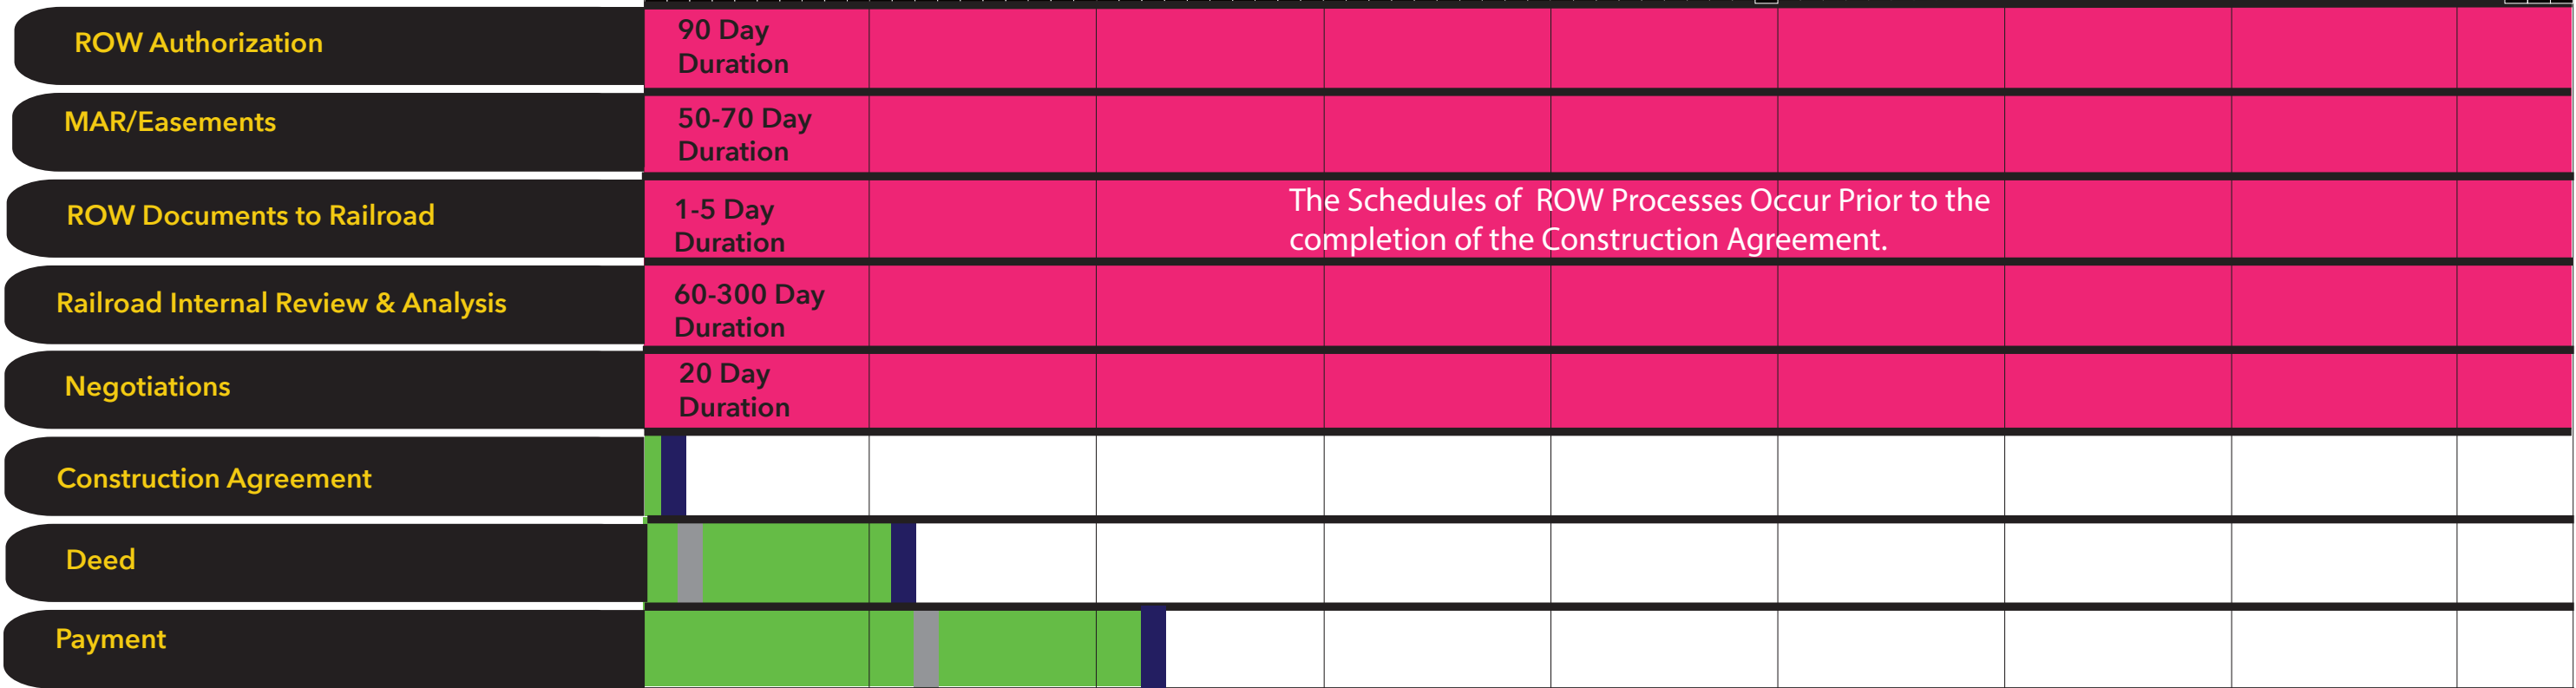 ROW Authorization
90 Day
Duration
MAR/Easements
50-70 Day
Duration
ROW Documents to Railroad
1-5 Day
Duration
The Schedules of  ROW Processes Occur Prior to the
completion of the Construction Agreement.
Railroad Internal Review & Analysis
60-300 Day
Duration
Negotiations
20 Day
Duration
Construction Agreement
Deed
Payment